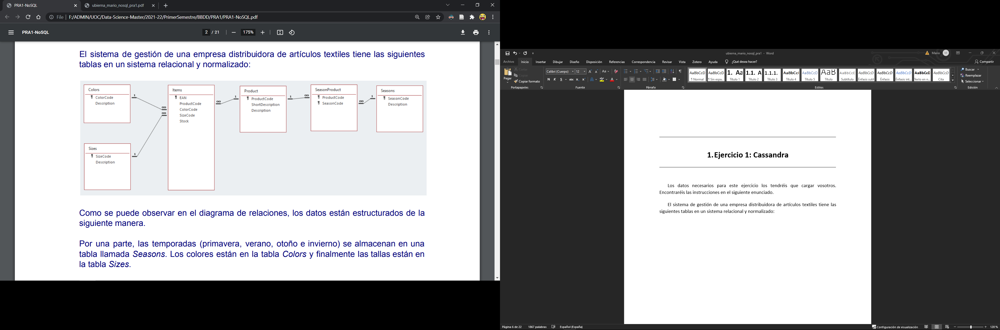 PRA1-NoSQL
ubierna_mario_nosql_pra1.pdf
File
F:/ADMIN/UOC/Data-Science-Master/2021-22/PrimerSemestre/BBDD/PRA1/PRA1-NoSQL.pdf
PRA1-NoSQL
2 / 21
175%
El sistema de gestión de una empresa distribuidora de artículos textiles tiene las siguientes
tablas en un sistema relacional y normalizado:
Colors
ColorCode
Description
1
∞
∞
Items
EAN
ProductCode
ColorCode
SizeCode
Stock
∞
1
Product
ProductCode
ShortDescription
Description
1
∞
SeasonProduct
ProductCode
SeasonCode
∞
1
Seasons
SeasonCode
Description
Sizes
SizeCode
Description
1
Como se puede observar en el diagrama de relaciones, los datos están estructurados de la
siguiente manera.
Por una parte, las temporadas (primavera, verano, otoño e invierno) se almacenan en una
tabla llamada Seasons. Los colores están en la tabla Colors y finalmente las tallas están en
la tabla Sizes.
ubierna_mario_nosql_pra1 - Word
Mario
M
Archivo
Inicio
Insertar
Dibujar
Diseño
Disposición
Referencias
Correspondencia
Revisar
Vista
Zotero
Ayuda
¿Qué desea hacer?
Compartir
Pegar
Cortar
Copiar
Copiar formato
Portapapeles
Calibri (Cuerpo)
12
Aa
N K S abc x x
Fuente
Párrafo
AaBbCcD
¶ Normal
AaBbCcD
¶ Sin espa...
1. Aa
Título 1
1.1. A
Título 2
1.1.1.
Título 3
AaBbCcI
Título 4
AaBbCcD
Título 5
AaB
Título
AaBbCcD
Subtítulo
AaBbCcD
Énfasis sutil
AaBbCcD
Énfasis
AaBbCcD
Énfasis int...
AaBbCcD
Texto en n...
AaBbCcD
Cita
Estilos
Buscar
Reemplazar
Seleccionar
Edición
1. Ejercicio 1: Cassandra
Los datos necesarios para este ejercicio los tendréis que cargar vosotros.
Encontraréis las instrucciones en el siguiente enunciado.
El sistema de gestión de una empresa distribuidora de artículos textiles tiene las
siguientes tablas en un sistema relacional y normalizado:
Página 6 de 22
1867 palabras
Español (España)
Configuración de visualización
120 %